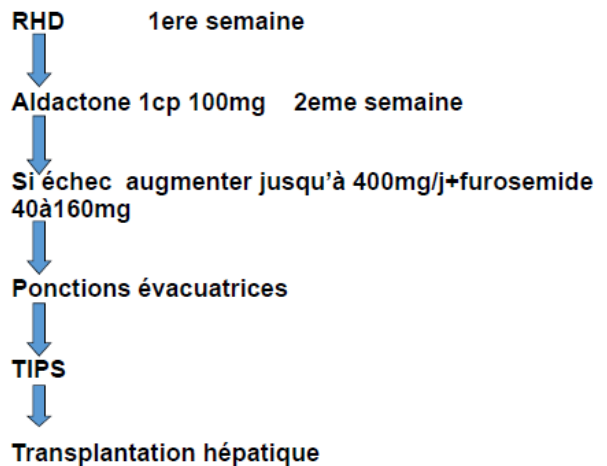 RHD 1ere semaine
Aldactone 1cp 100mg 2eme semaine
Si échec augmenter jusqu’à 400mg/j+furosemide
40à160mg
Ponctions évacuatrices
TIPS
Transplantation hépatique